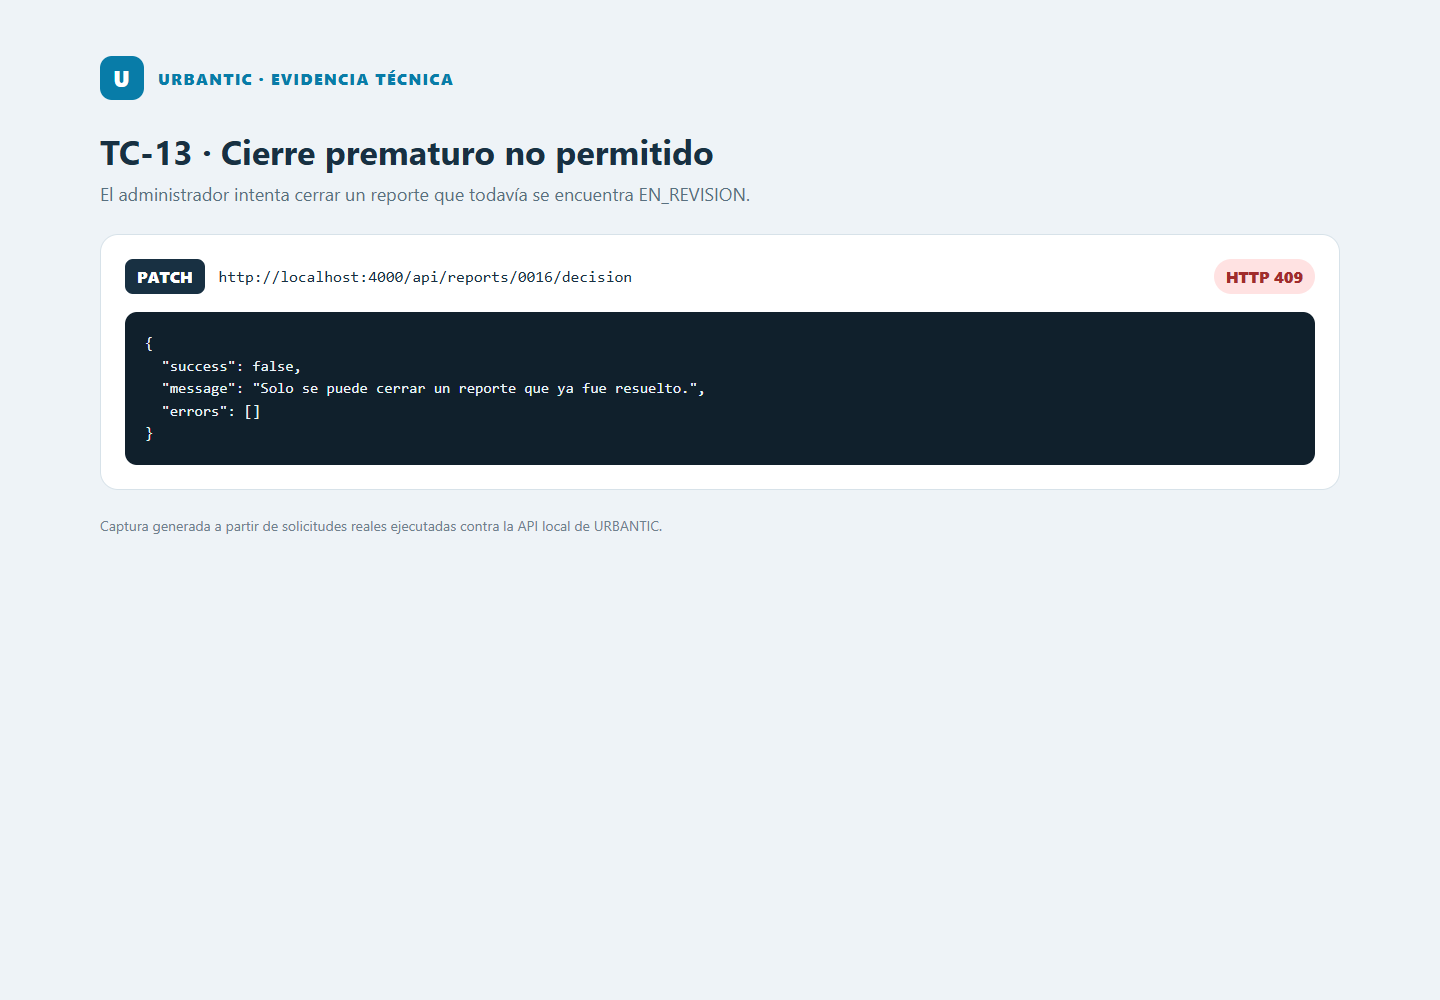 U
URBANTIC · EVIDENCIA TÉCNICA
TC-13 · Cierre prematuro no permitido
El administrador intenta cerrar un reporte que todavía se encuentra EN_REVISION.
PATCH http://localhost:4000/api/reports/0016/decision HTTP 409
{
  "success": false,
  "message": "Solo se puede cerrar un reporte que ya fue resuelto.",
  "errors": []
}
Captura generada a partir de solicitudes reales ejecutadas contra la API local de URBANTIC.